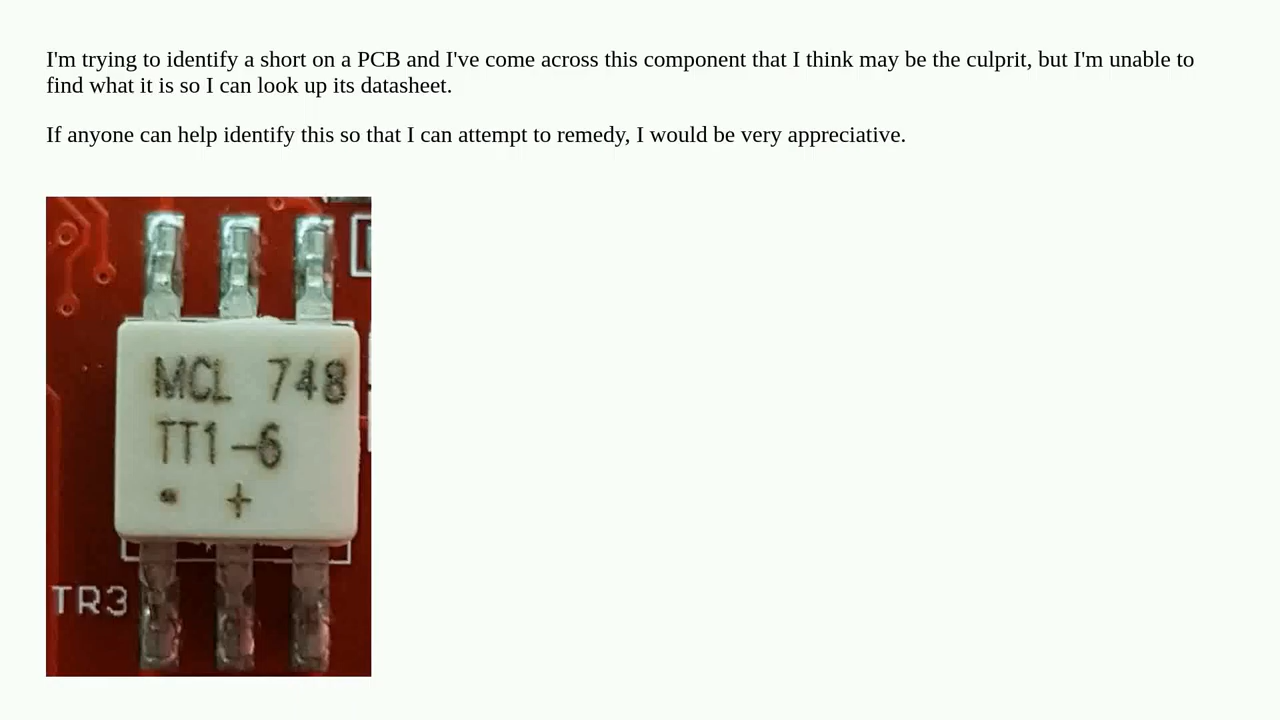 I'm trying to identify a short on a PCB and I've come across this component that I think may be the culprit, but I'm unable to
find what it is so I can look up its datasheet.
If anyone can help identify this so that I can attempt to remedy, I would be very appreciative.
MCL 748
TT1-6
• +
TR3